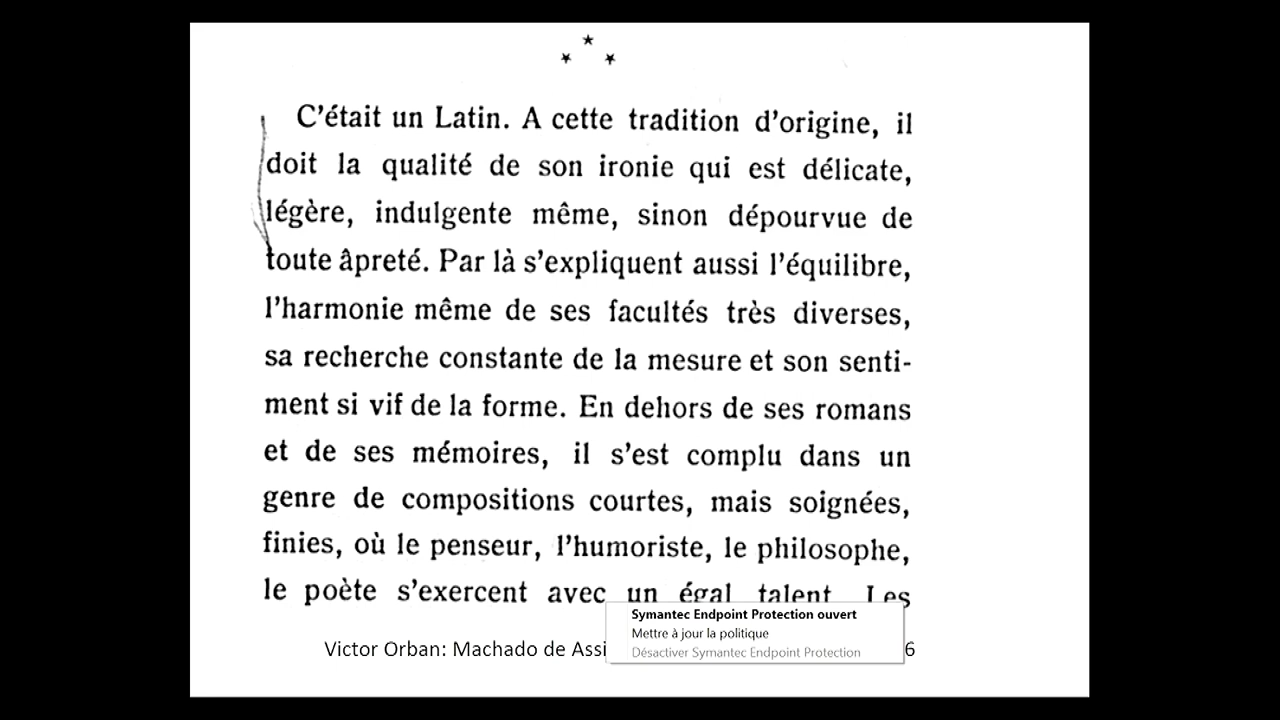 C'était un Latin. A cette tradition d'origine, il
doit la qualité de son ironie qui est délicate,
légère, indulgente même, sinon dépourvue de
toute âpreté. Par là s'expliquent aussi l'équilibre,
l'harmonie même de ses facultés très diverses,
sa recherche constante de la mesure et son senti-
ment si vif de la forme. En dehors de ses romans
et de ses mémoires, il s'est complu dans un
genre de compositions courtes, mais soignées,
finies, où le penseur, l'humoriste, le philosophe,
le poète s'exercent avec un égal talent Les
Symantec Endpoint Protection ouvert
Mettre à jour la politique
Désactiver Symantec Endpoint Protection
Victor Orban: Machado de Assi 6